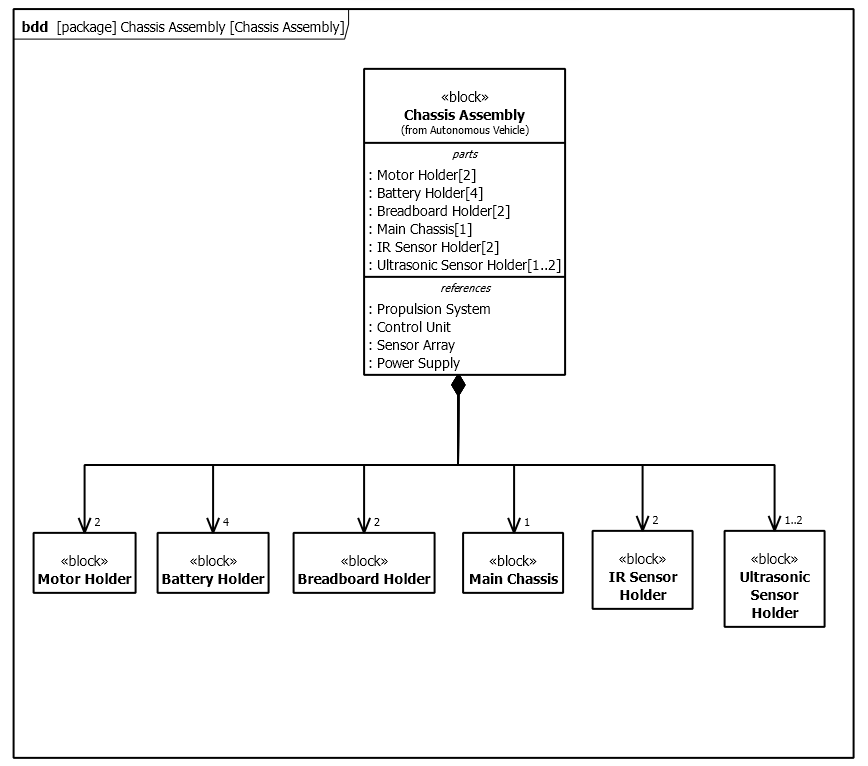 bdd [package] Chassis Assembly [Chassis Assembly]
«block»
Chassis Assembly
(from Autonomous Vehicle)
parts
: Motor Holder[2]
: Battery Holder[4]
: Breadboard Holder[2]
: Main Chassis[1]
: IR Sensor Holder[2]
: Ultrasonic Sensor Holder[1..2]
references
: Propulsion System
: Control Unit
: Sensor Array
: Power Supply
2
«block»
Motor Holder
4
«block»
Battery Holder
2
«block»
Breadboard Holder
1
«block»
Main Chassis
2
«block»
IR Sensor
Holder
1..2
«block»
Ultrasonic
Sensor
Holder